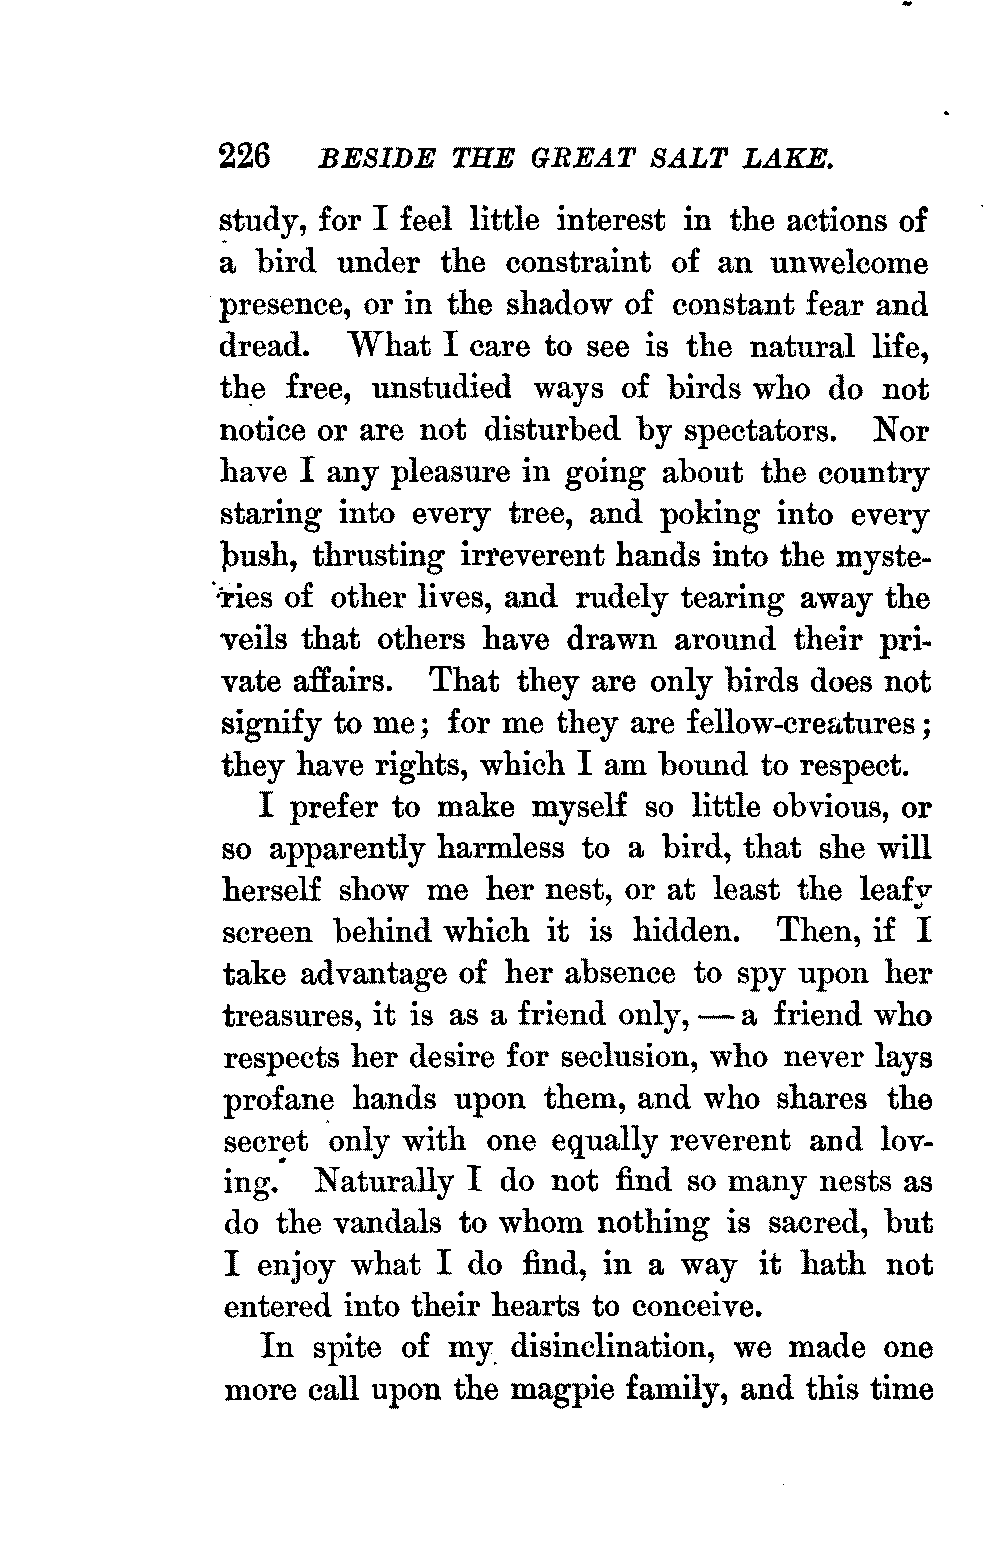 226 BESIDE THE GREAT SALT LAKE.
study, for I feel little interest in the actions of
a bird under the constraint of an unwelcome
presence, or in the shadow of constant fear and
dread. What I care to see is the natural life,
the free, unstudied ways of birds who do not
notice or are not disturbed by spectators. Nor
have I any pleasure in going about the country
staring into every tree, and poking into every
bush, thrusting irreverent hands into the myste-
ries of other lives, and rudely tearing away the
veils that others have drawn around their pri-
vate affairs. That they are only birds does not
signify to me; for me they are fellow-creatures;
they have rights, which I am bound to respect.
I prefer to make myself so little obvious, or
so apparently harmless to a bird, that she will
herself show me her nest, or at least the leafy
screen behind which it is hidden. Then, if I
take advantage of her absence to spy upon her
treasures, it is as a friend only, — a friend who
respects her desire for seclusion, who never lays
profane hands upon them, and who shares the
secret only with one equally reverent and lov-
ing. Naturally I do not find so many nests as
do the vandals to whom nothing is sacred, but
I enjoy what I do find, in a way it hath not
entered into their hearts to conceive.
In spite of my disinclination, we made one
more call upon the magpie family, and this time